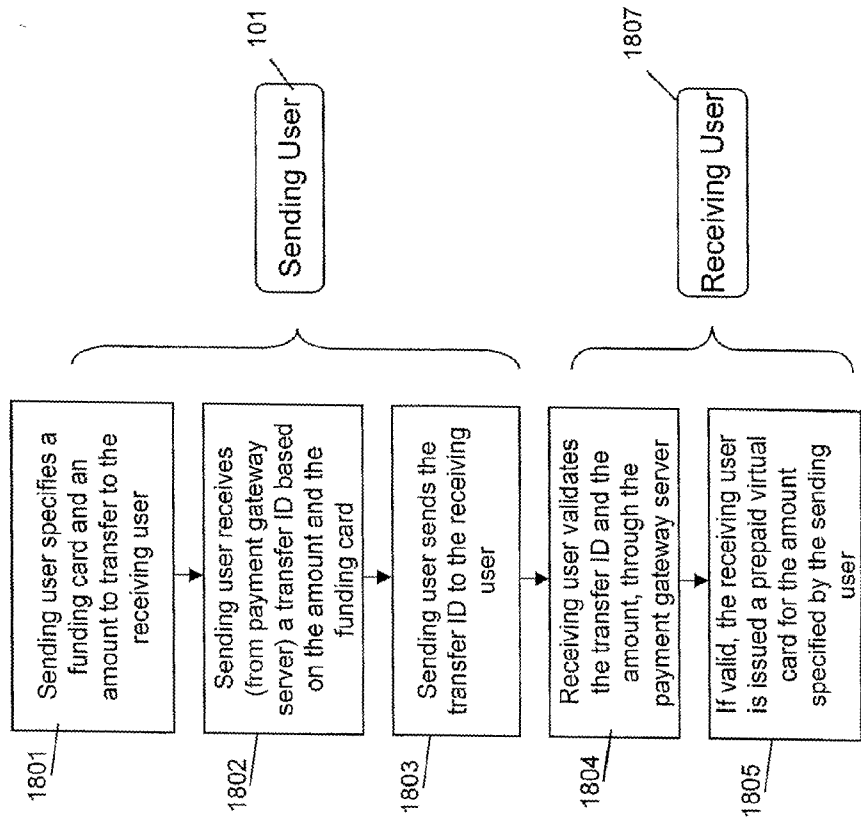 1801
Sending user specifies a
funding card and an
amount to transfer to the
receiving user
1802
Sending user receives
(from payment gateway
server) a transfer ID based
on the amount and the
funding card
1803
Sending user sends the
transfer ID to the receiving
user
101
Sending User
1804
Receiving user validates
the transfer ID and the
amount, through the
payment gateway server
1805
If valid, the receiving user
is issued a prepaid virtual
card for the amount
specified by the sending
user
1807
Receiving User